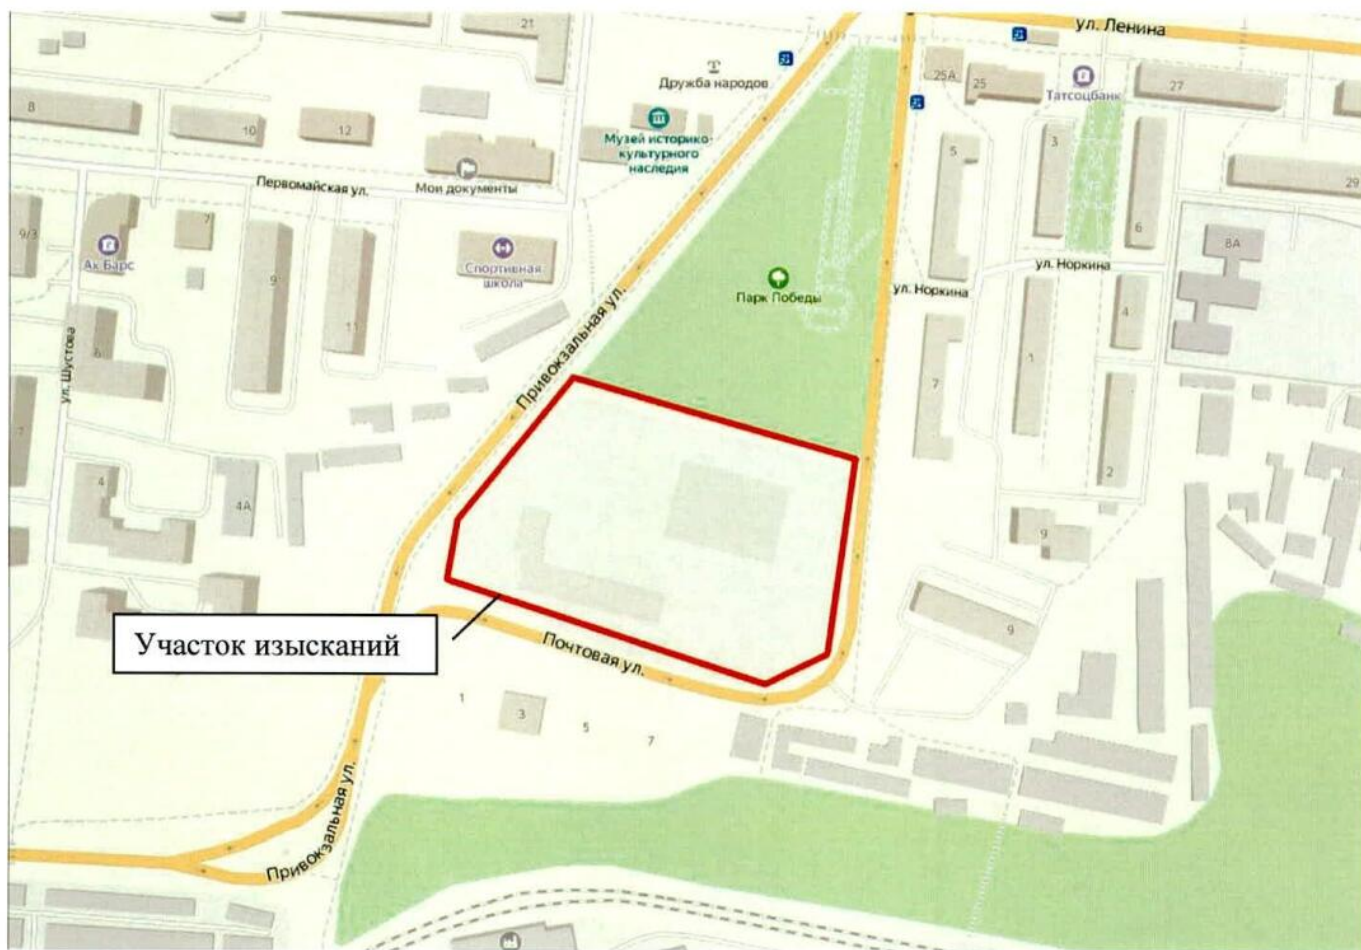 21
ул. Ленина
Дружба народов
25А
25
Татсоцбанк
27
8
10
12
Музей историко-
культурного
наследия
3
5
Мои документы
Первомайская ул.
29
9/3
7
6
8А
Ак Барс
Спортивная
школа
ул. Норкина
9
Парк Победы
ул. Норкина
11
4
Привокзальная ул.
ул. Шустова
6
1
7
7
2
4
4А
9
Участок изысканий
9
Почтовая ул.
1
3
5
7
Привокзальная ул.